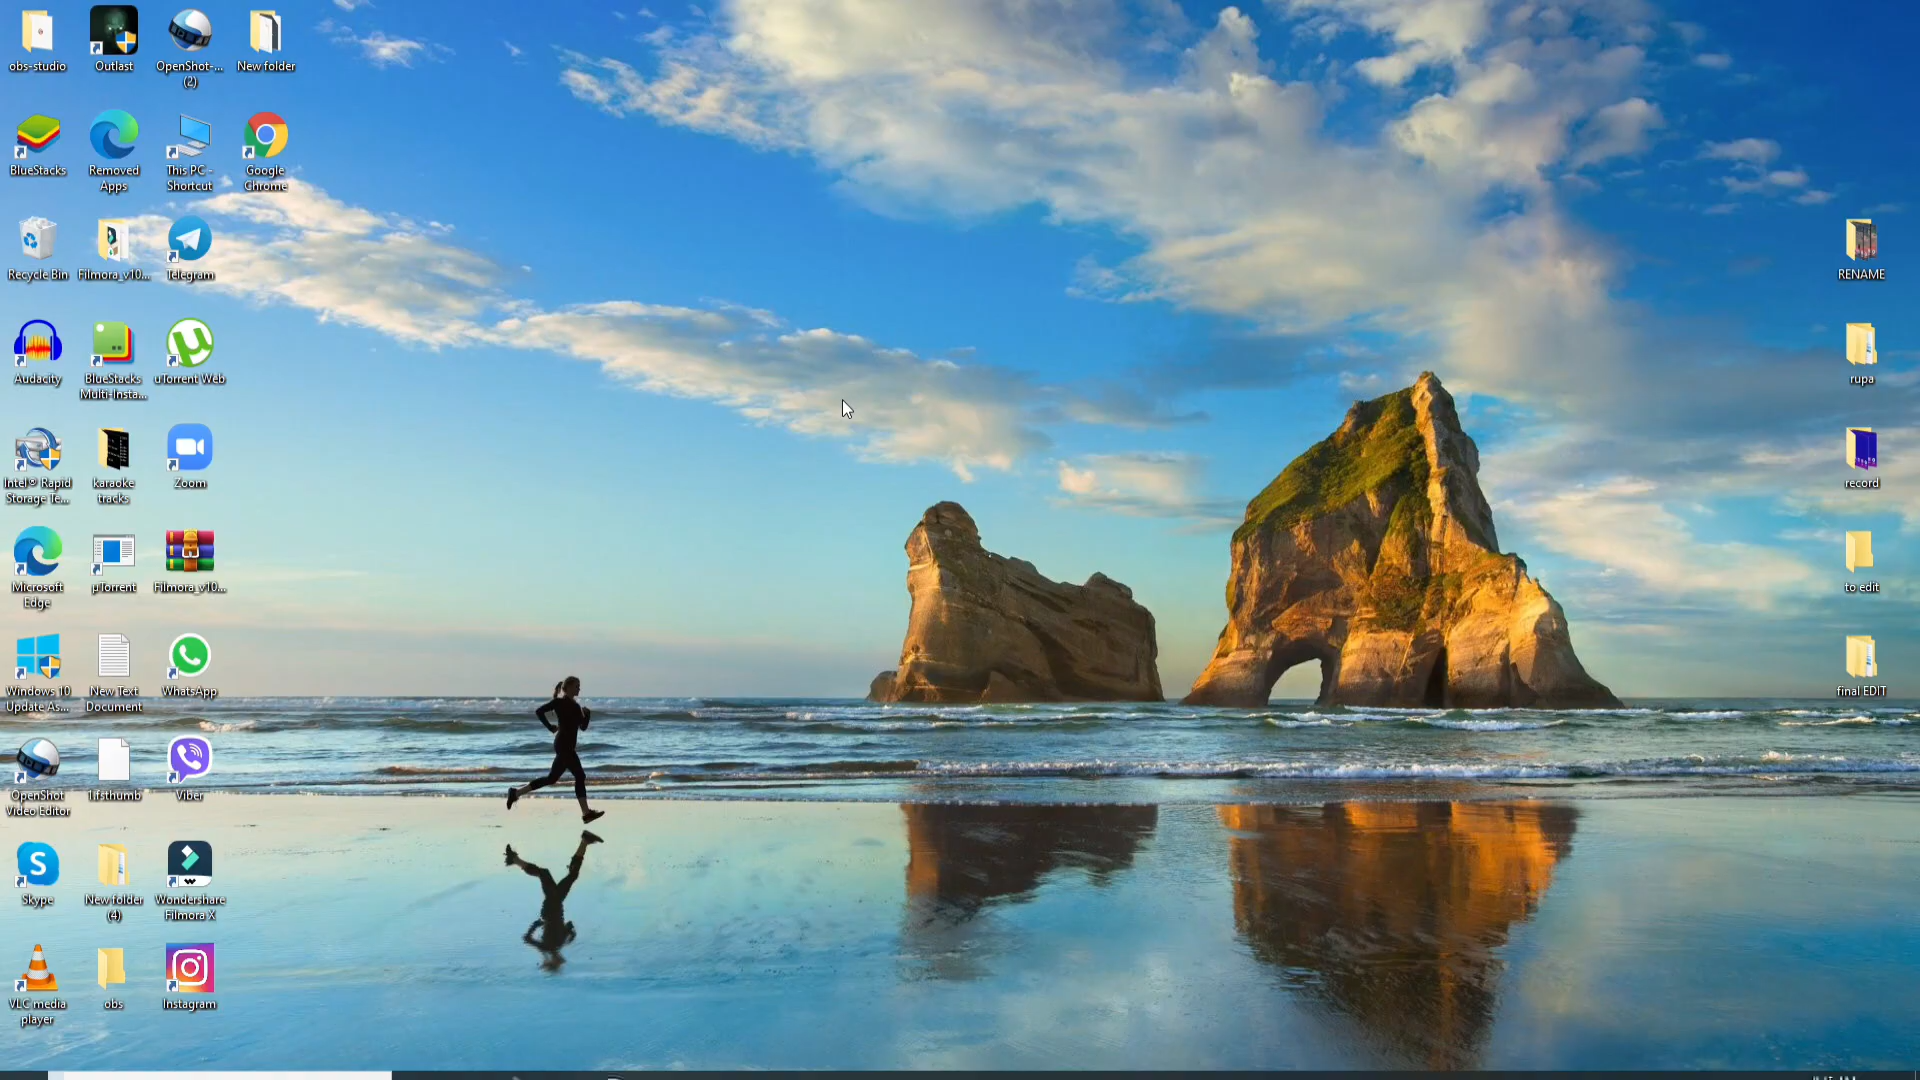 obs-studio
Outlast
OpenShot-...
(2)
New folder
BlueStacks
Removed
Apps
This PC -
Shortcut
Google
Chrome
Recycle Bin
Filmora_v10...
Telegram
RENAME
Audacity
BlueStacks
Multi-Insta...
uTorrent Web
rupa
Intel® Rapid
Storage Te...
karaoke
tracks
Zoom
record
Microsoft
Edge
µTorrent
Filmora_v10...
to edit
Windows 10
Update As...
New Text
Document
WhatsApp
final EDIT
OpenShot
Video Editor
1.ifsthumb
Viber
Skype
New folder
(4)
Wondershare
Filmora X
VLC media
player
obs
Instagram